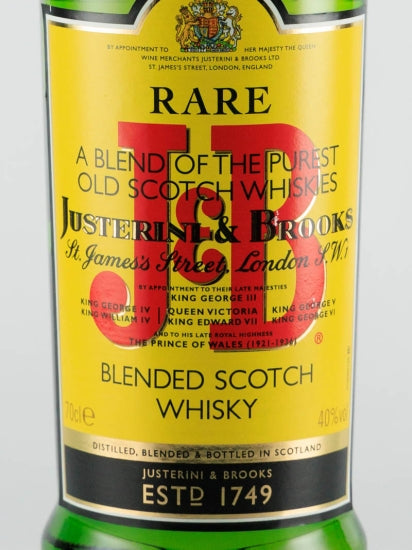 BY APPOINTMENT TO HER MAJESTY THE QUEEN
WINE MERCHANTS JUSTERINI & BROOKS LTD
ST. JAMES'S STREET, LONDON, ENGLAND
RARE
J&B
A BLEND OF THE PUREST
OLD SCOTCH WHISKIES
JUSTERINI & BROOKS
St. James's Street, London S.W.1
BY APPOINTMENT TO THEIR LATE MAJESTIES
KING GEORGE III
KING GEORGE IV QUEEN VICTORIA KING GEORGE V
KING WILLIAM IV KING EDWARD VII KING GEORGE VI
AND TO HIS LATE ROYAL HIGHNESS
THE PRINCE OF WALES (1921-1936)
®
BLENDED SCOTCH
WHISKY
70cl e 40%vol
DISTILLED, BLENDED & BOTTLED IN SCOTLAND
JUSTERINI & BROOKS
ESTD 1749